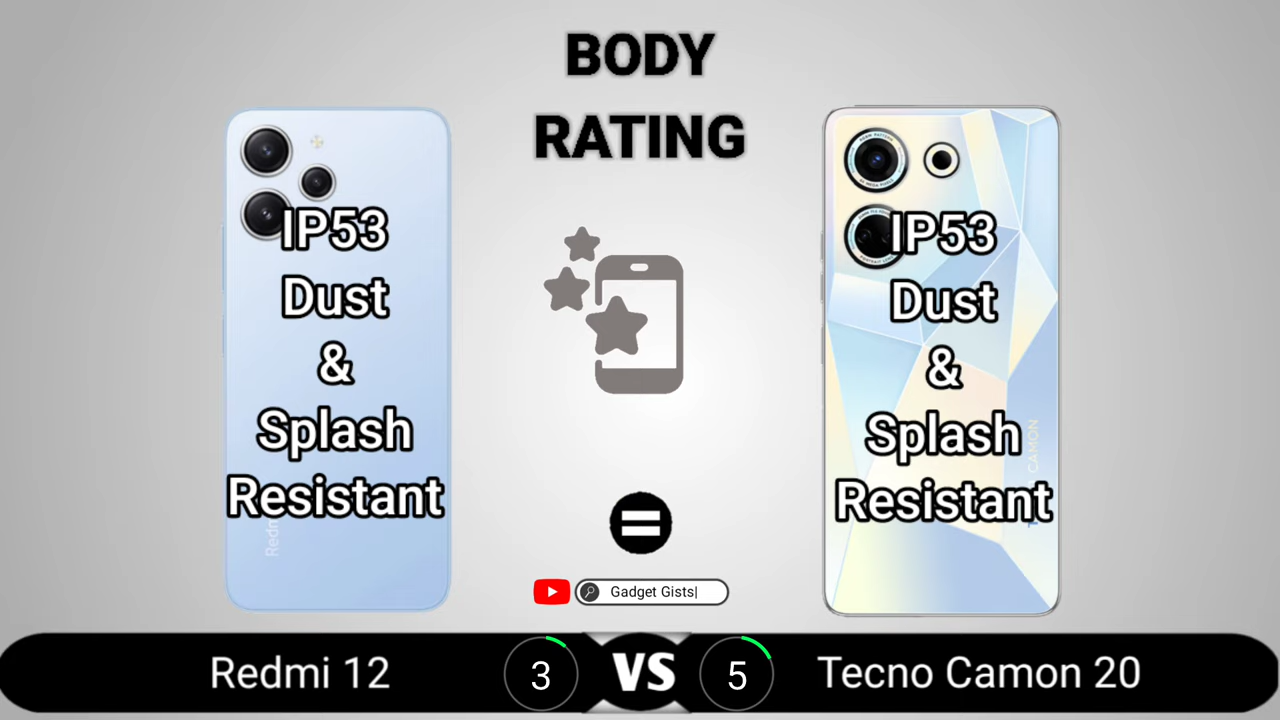 BODY
RATING
IP53
Dust
&
Splash
Resistant
IP53
Dust
&
Splash
Resistant
CAMON
Gadget Gists|
Redmi 12
3
VS
5
Tecno Camon 20